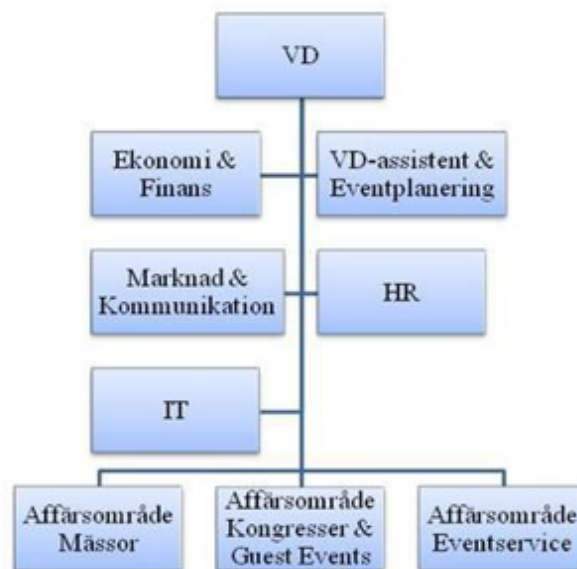 VD
Ekonomi &
Finans
VD-assistent &
Eventplanering
Marknad &
Kommunikation
HR
IT
Affärsområde
Mässor
Affärsområde
Kongresser &
Guest Events
Affärsområde
Eventservice